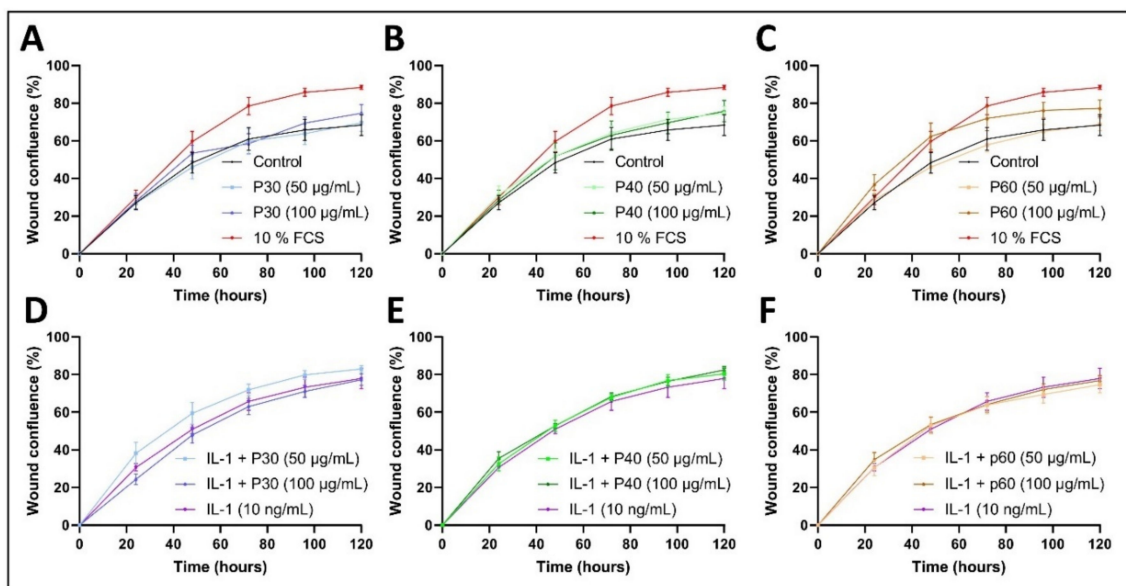 A
Wound confluence (%)
100
80
60
40
20
0
0 20 40 60 80 100 120
Time (hours)
Control
P30 (50 µg/mL)
P30 (100 µg/mL)
10 % FCS
B
Wound confluence (%)
100
80
60
40
20
0
0 20 40 60 80 100 120
Time (hours)
Control
P40 (50 µg/mL)
P40 (100 µg/mL)
10 % FCS
C
Wound confluence (%)
100
80
60
40
20
0
0 20 40 60 80 100 120
Time (hours)
Control
P60 (50 µg/mL)
P60 (100 µg/mL)
10 % FCS
D
Wound confluence (%)
100
80
60
40
20
0
0 20 40 60 80 100 120
Time (hours)
IL-1 + P30 (50 µg/mL)
IL-1 + P30 (100 µg/mL)
IL-1 (10 ng/mL)
E
Wound confluence (%)
100
80
60
40
20
0
0 20 40 60 80 100 120
Time (hours)
IL-1 + P40 (50 µg/mL)
IL-1 + P40 (100 µg/mL)
IL-1 (10 ng/mL)
F
Wound confluence (%)
100
80
60
40
20
0
0 20 40 60 80 100 120
Time (hours)
IL-1 + p60 (50 µg/mL)
IL-1 + p60 (100 µg/mL)
IL-1 (10 ng/mL)